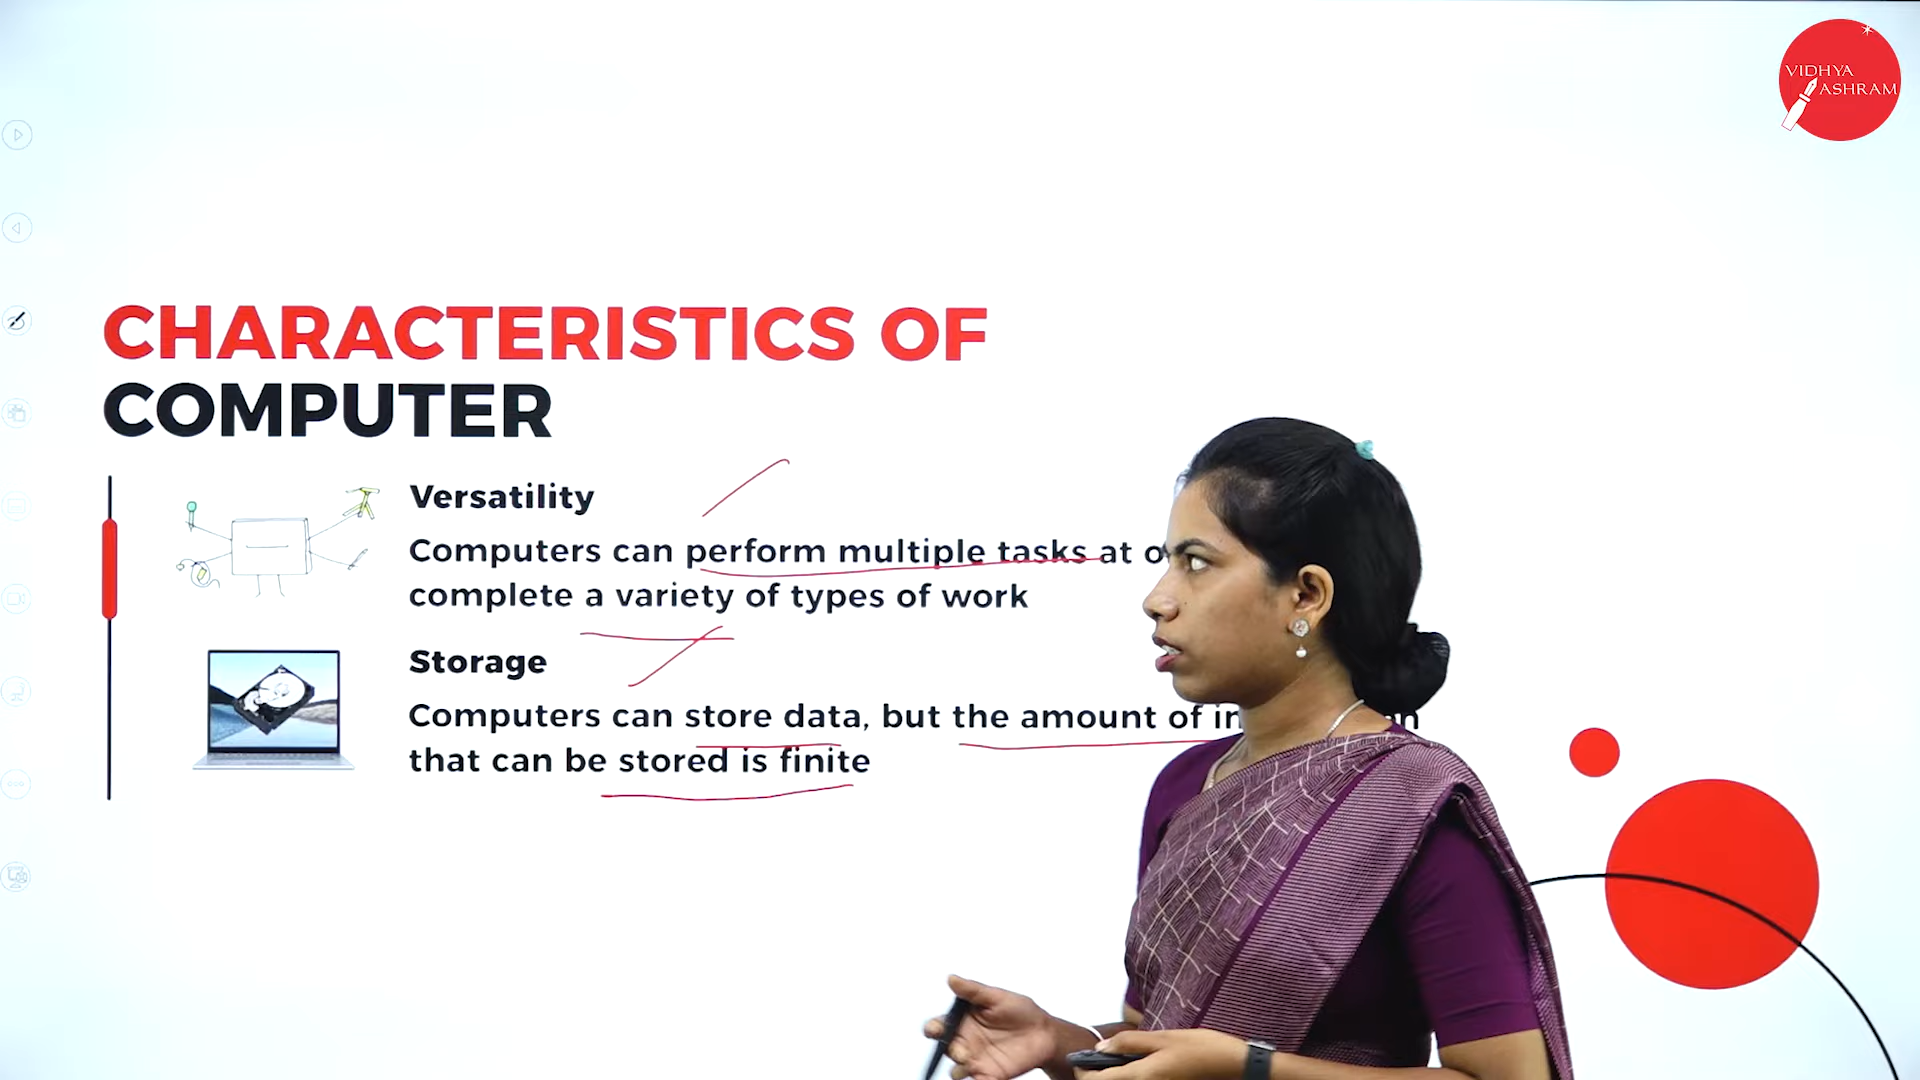 VIDHYA
ASHRAM
CHARACTERISTICS OF
COMPUTER
Versatility
Computers can perform multiple tasks at
complete a variety of types of work
Storage
Computers can store data, but the amount of
that can be stored is finite